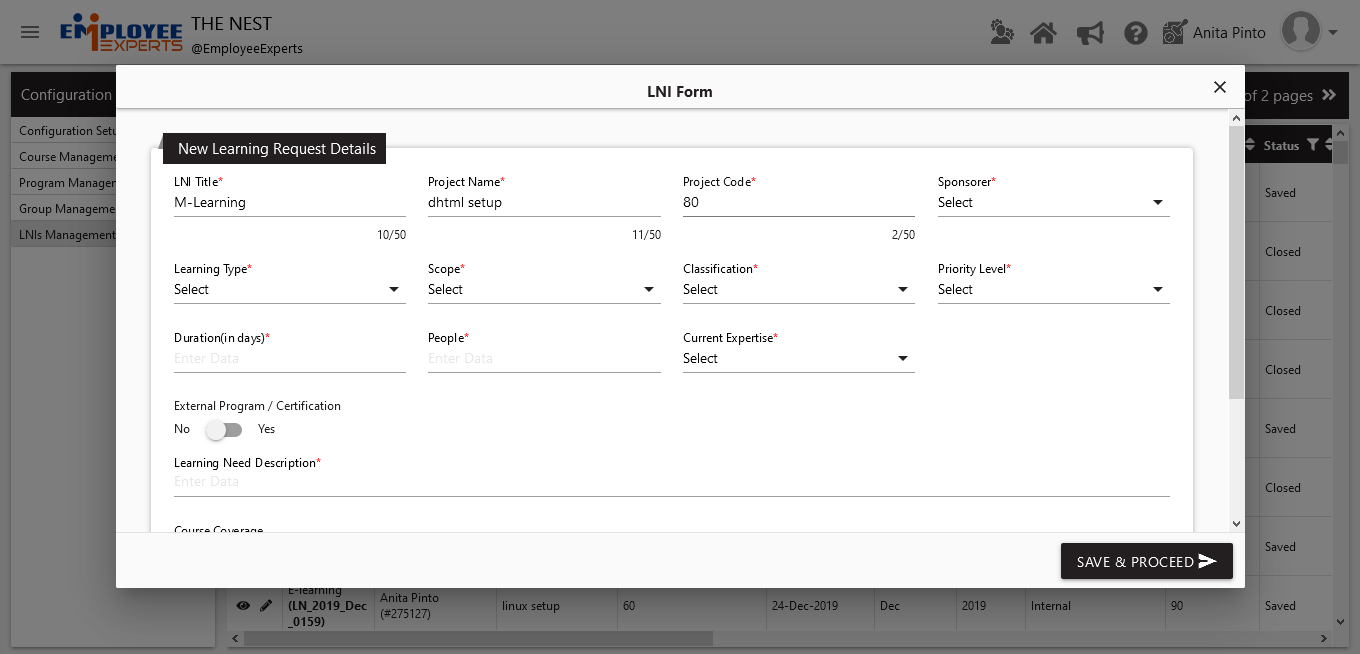 EMPLOYEE
EXPERTS
THE NEST
@EmployeeExperts
Anita Pinto
Configuration
of 2 pages
LNI Form
Configuration Setu
Course Manageme
Program Managem
Group Manageme
LNIs Management
Status
New Learning Request Details
LNI Title*
Project Name*
Project Code*
Sponsorer*
M-Learning
dhtml setup
80
Select
10/50
11/50
2/50
Saved
Closed
Closed
Closed
Saved
Closed
Saved
Learning Type*
Scope*
Classification*
Priority Level*
Select
Select
Select
Select
Duration(in days)*
People*
Current Expertise*
Enter Data
Enter Data
Select
External Program / Certification
No
Yes
Learning Need Description*
Enter Data
Course Coverage
SAVE & PROCEED
E-learning
(LN_2019_Dec
_0159)
Anita Pinto
(#275127)
linux setup
60
24-Dec-2019
Dec
2019
Internal
90
Saved